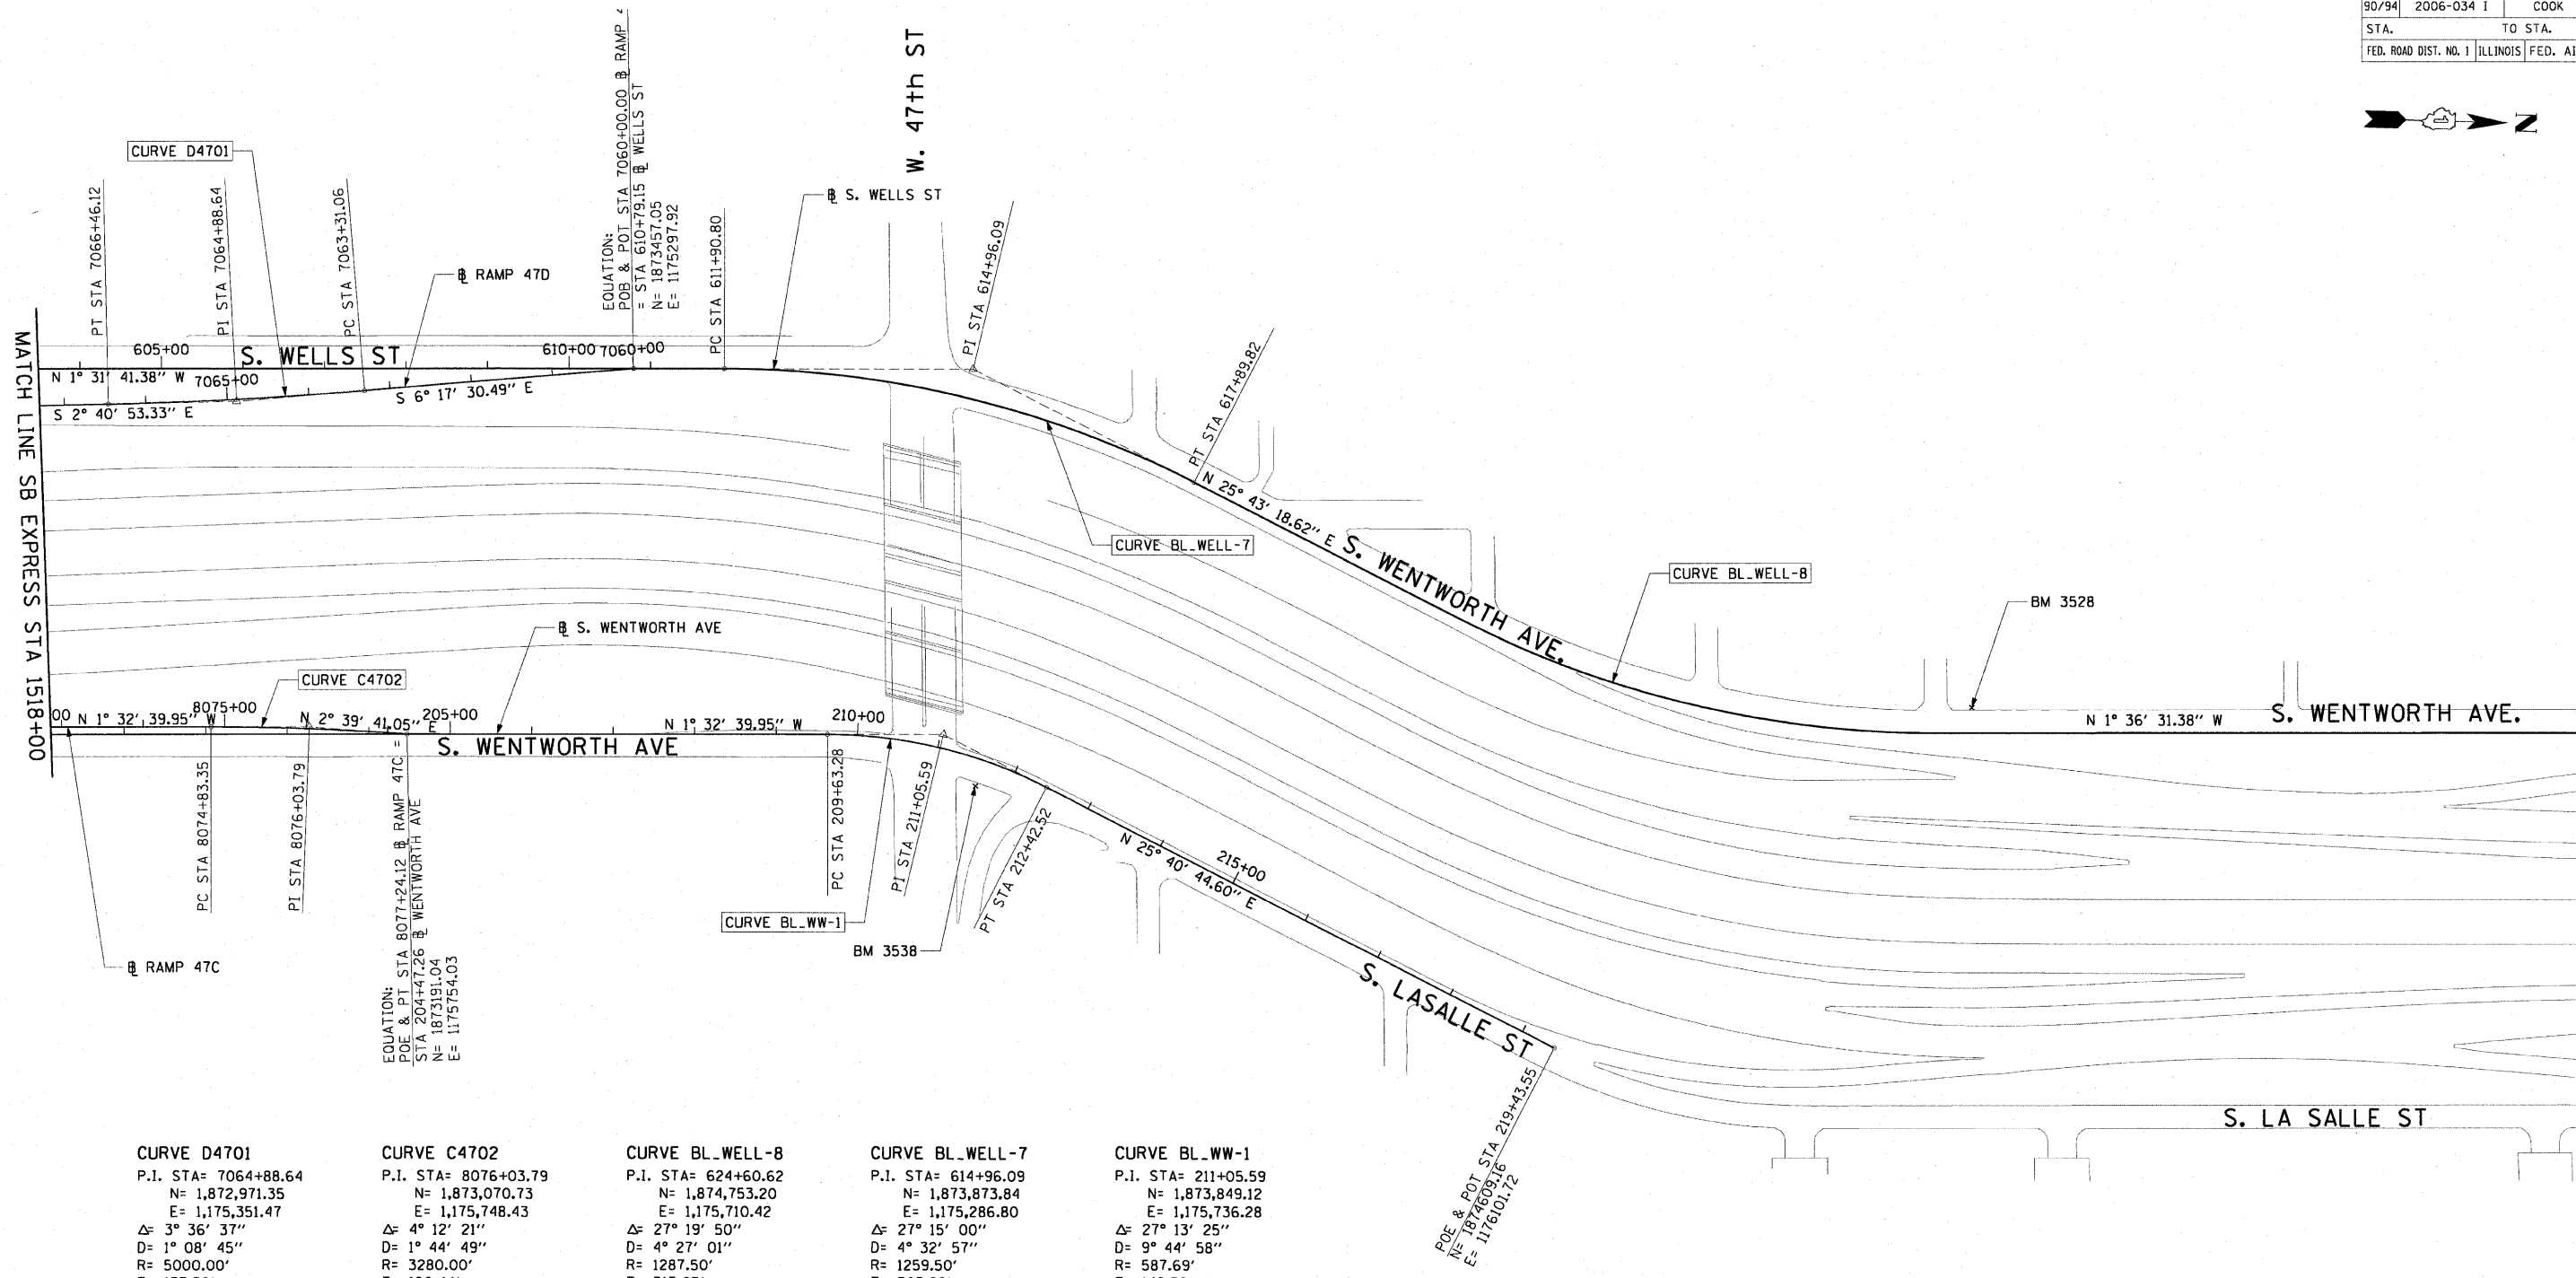 90/94 2006-034 I COOK
STA. TO STA.
FED. ROAD DIST. NO. 1 ILLINOIS FED. AI
N
W. 47th ST
CURVE D4701
PT STA 7066+46.12
PI STA 7064+88.64
PC STA 7063+31.06
℄ RAMP 47D
EQUATION:
POB & POT STA 7060+00.00 ℄ RAMP
= STA 610+79.15 ℄ WELLS ST
N= 1873457.05
E= 1175297.92
PC STA 611+90.80
℄ S. WELLS ST
PI STA 614+96.09
PT STA 617+89.82
MATCH LINE SB EXPRESS STA 1518+00
605+00
S. WELLS ST
610+00
7060+00
N 1° 31' 41.38" W
7065+00
S 6° 17' 30.49" E
S 2° 40' 53.33" E
N 25° 43' 18.62" E
S. WENTWORTH AVE.
CURVE BL_WELL-7
CURVE BL_WELL-8
BM 3528
N 1° 36' 31.38" W
S. WENTWORTH AVE.
℄ S. WENTWORTH AVE
CURVE C4702
00
N 1° 32' 39.95" W
8075+00
N 2° 39' 41.05" E
205+00
N 1° 32' 39.95" W
210+00
S. WENTWORTH AVE
PC STA 8074+83.35
PI STA 8076+03.79
EQUATION:
POE & PT STA 8077+24.12 ℄ RAMP 47C =
STA 204+47.26 ℄ WENTWORTH AVE
N= 1873191.04
E= 1175754.03
℄ RAMP 47C
PC STA 209+63.28
PI STA 211+05.59
PT STA 212+42.52
CURVE BL_WW-1
BM 3538
N 25° 40' 44.60" E
215+00
S. LASALLE ST
POE & POT STA 219+43.55
N= 1874609.16
E= 1176101.72
S. LA SALLE ST
CURVE D4701
P.I. STA= 7064+88.64
N= 1,872,971.35
E= 1,175,351.47
Δ= 3° 36' 37"
D= 1° 08' 45"
R= 5000.00'
CURVE C4702
P.I. STA= 8076+03.79
N= 1,873,070.73
E= 1,175,748.43
Δ= 4° 12' 21"
D= 1° 44' 49"
R= 3280.00'
CURVE BL_WELL-8
P.I. STA= 624+60.62
N= 1,874,753.20
E= 1,175,710.42
Δ= 27° 19' 50"
D= 4° 27' 01"
R= 1287.50'
CURVE BL_WELL-7
P.I. STA= 614+96.09
N= 1,873,873.84
E= 1,175,286.80
Δ= 27° 15' 00"
D= 4° 32' 57"
R= 1259.50'
CURVE BL_WW-1
P.I. STA= 211+05.59
N= 1,873,849.12
E= 1,175,736.28
Δ= 27° 13' 25"
D= 9° 44' 58"
R= 587.69'